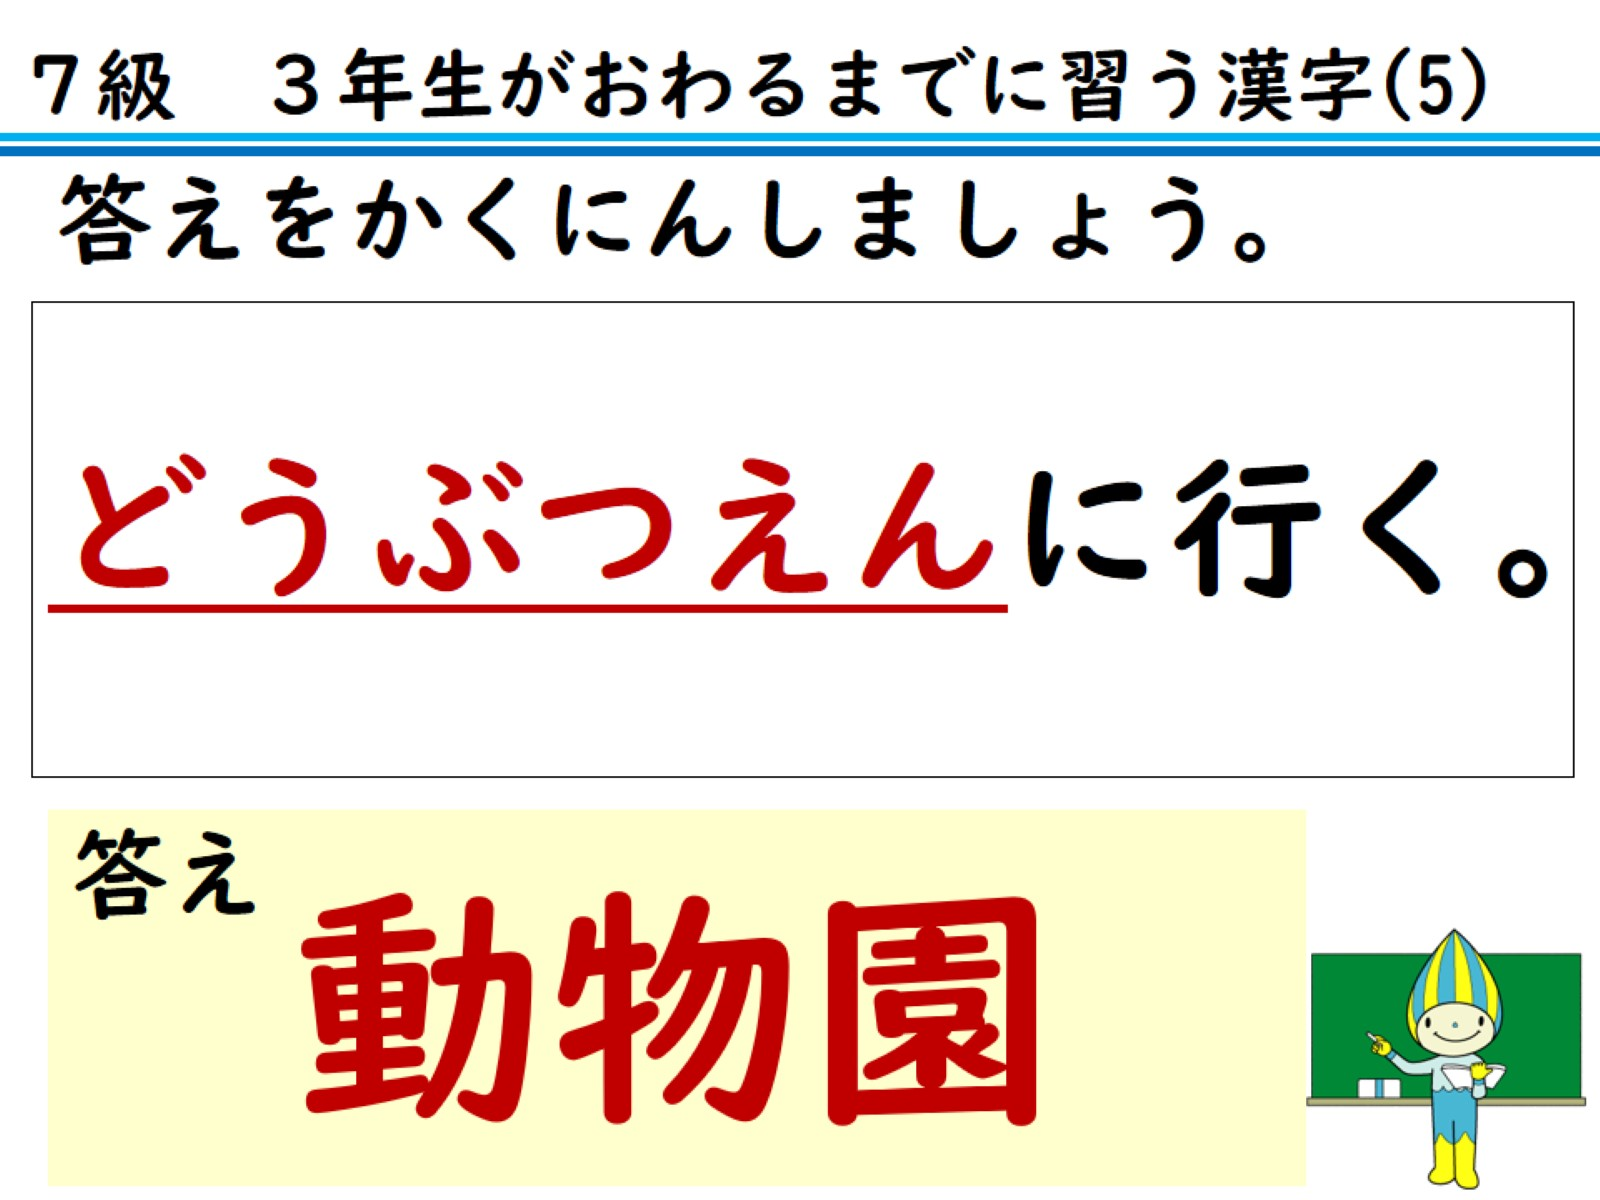 ７級　３年生がおわるまでに習う漢字(5)
答えをかくにんしましょう。
どうぶつえんに行く。
答え
動物園